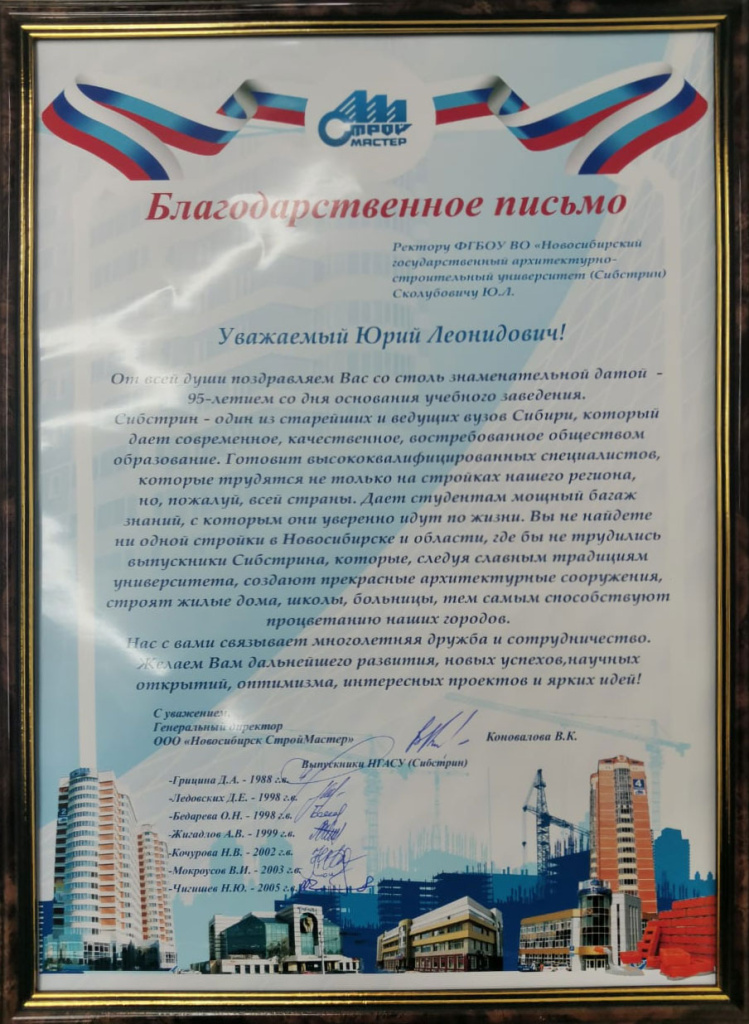 Строй
Мастер
Благодарственное письмо
Ректору ФГБОУ ВО «Новосибирский
государственный архитектурно-
строительный университет (Сибстрин)
Сколубовичу Ю.Л.
Уважаемый Юрий Леонидович!
От всей души поздравляем Вас со столь знаменательной датой -
95-летием со дня основания учебного заведения.
Сибстрин - один из старейших и ведущих вузов Сибири, который
дает современное, качественное, востребованное обществом
образование. Готовит высококвалифицированных специалистов,
которые трудятся не только на стройках нашего региона,
но, пожалуй, всей страны. Дает студентам мощный багаж
знаний, с которым они уверенно идут по жизни. Вы не найдете
ни одной стройки в Новосибирске и области, где бы не трудились
выпускники Сибстрина, которые, следуя славным традициям
университета, создают прекрасные архитектурные сооружения,
строят жилые дома, школы, больницы, тем самым способствуют
процветанию наших городов.
Нас с вами связывает многолетняя дружба и сотрудничество.
Желаем Вам дальнейшего развития, новых успехов,научных
открытий, оптимизма, интересных проектов и ярких идей!
С уважением,
Генеральный директор
ООО «Новосибирск СтройМастер» Коновалова В.К.
Выпускники НГАСУ (Сибстрин)
-Грицина Д.А. - 1988 г.в.
-Ледовских Д.Е. - 1998 г.в.
-Бедарева О.Н. - 1998 г.в.
-Жигадлов А.В. - 1999 г.в.
-Кочурова Н.В. - 2002 г.в.
-Мокроусов В.И. - 2003 г.в.
-Чигишев Н.Ю. - 2005 г.в.